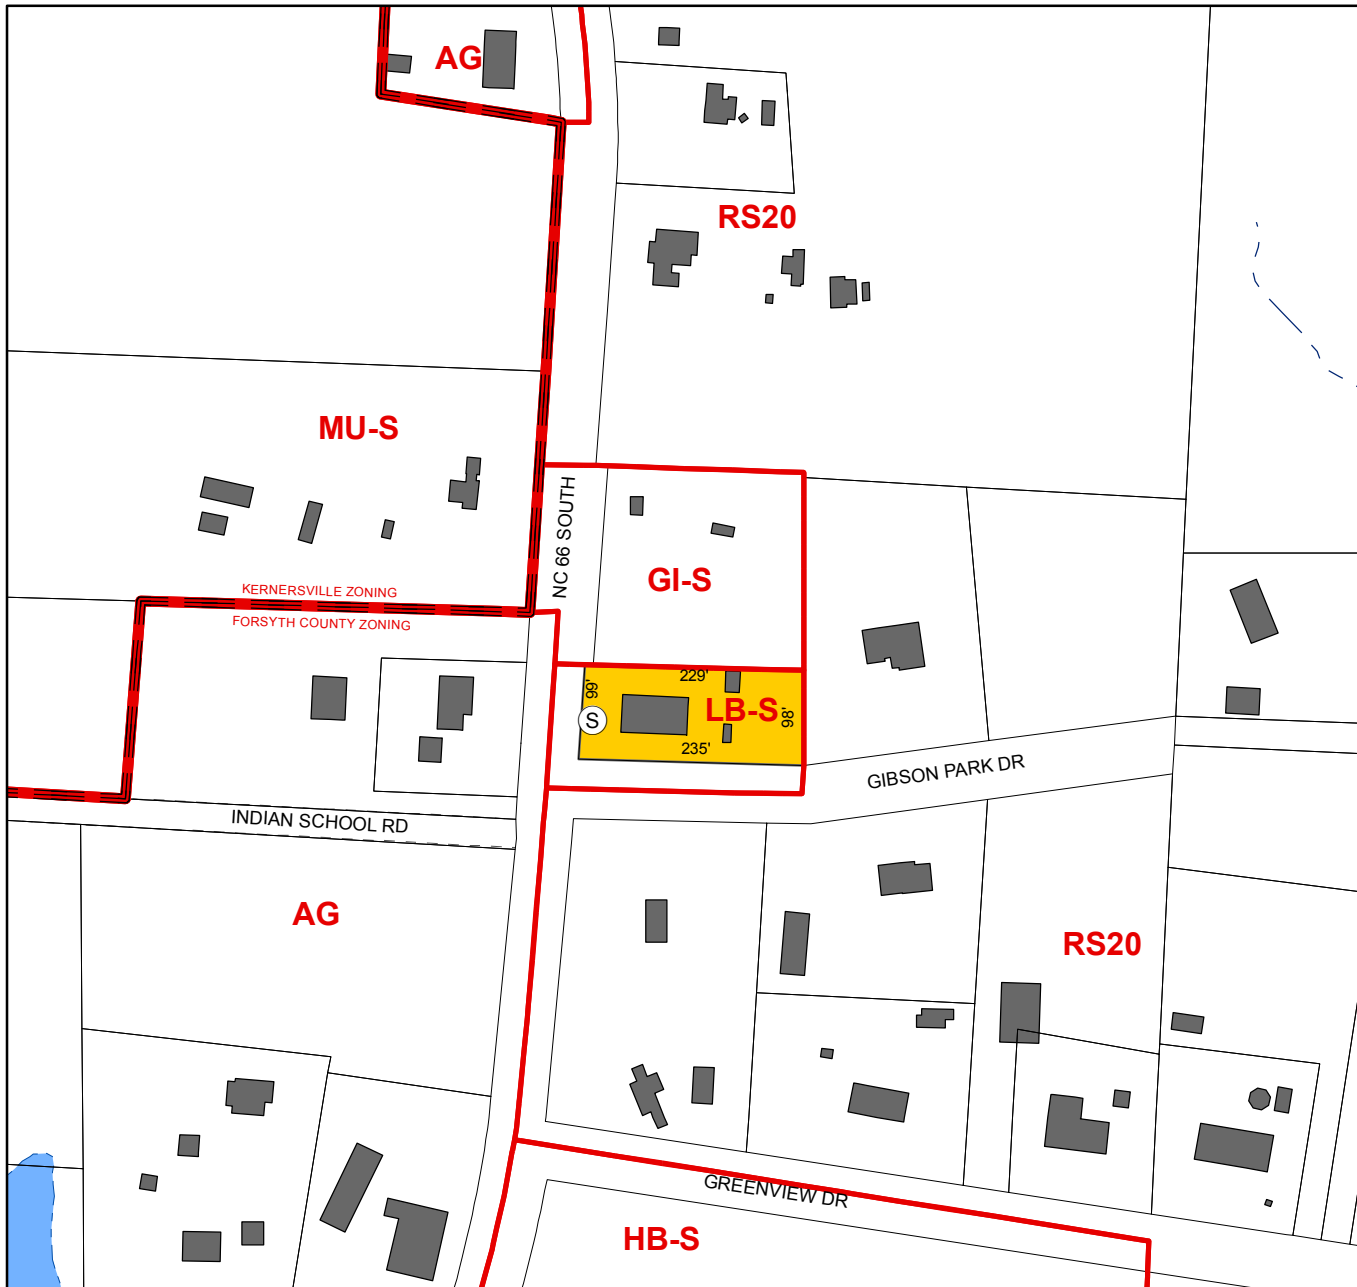 AG
RS20
MU-S
NC 66 SOUTH
GI-S
KERNERSVILLE ZONING
FORSYTH COUNTY ZONING
229'
99'
LB-S
98'
S
235'
GIBSON PARK DR
INDIAN SCHOOL RD
AG
RS20
GREENVIEW DR
HB-S